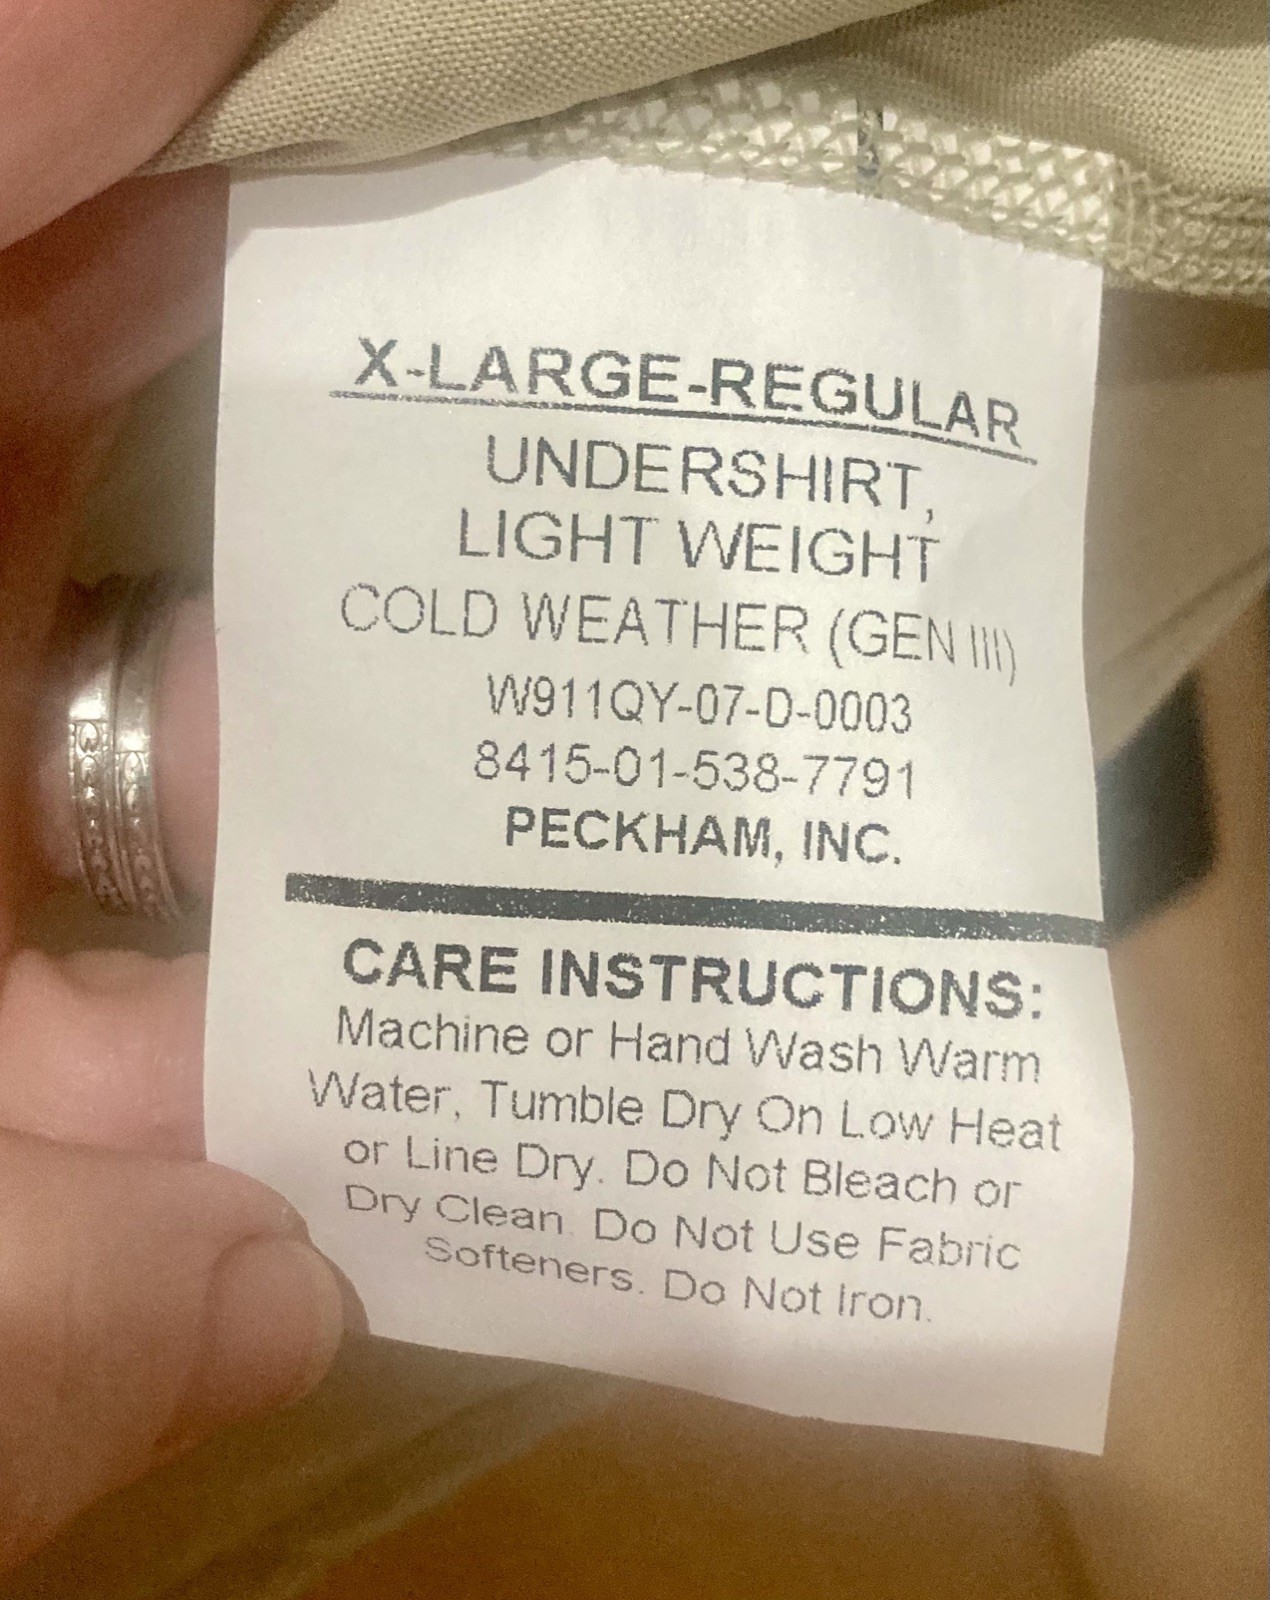 X-LARGE-REGULAR
UNDERSHIRT,
LIGHT WEIGHT
COLD WEATHER (GEN III)
W911QY-07-D-0003
8415-01-538-7791
PECKHAM, INC.
CARE INSTRUCTIONS:
Machine or Hand Wash Warm
Water, Tumble Dry On Low Heat
or Line Dry. Do Not Bleach or
Dry Clean. Do Not Use Fabric
Softeners. Do Not Iron.